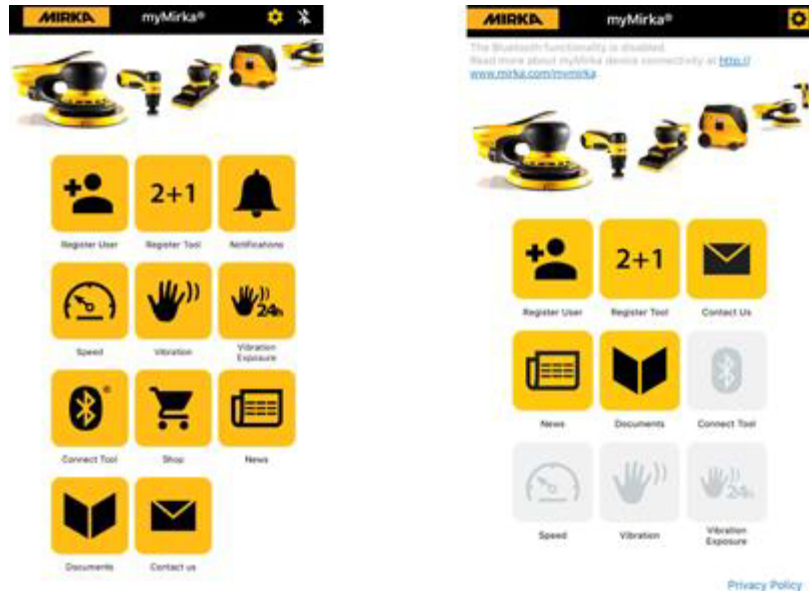 MIRKA myMirka®
2+1
Register User Register Tool Notifications
24h
Speed Vibration Vibration
Exposure
Connect Tool Shop News
Documents Contact us
MIRKA myMirka®
The Bluetooth functionality is disabled.
Read more about myMirka device connectivity at http://
www.mirka.com/mymirka
2+1
Register User Register Tool Contact Us
News Documents Connect Tool
24h
Speed Vibration Vibration
Exposure
Privacy Policy